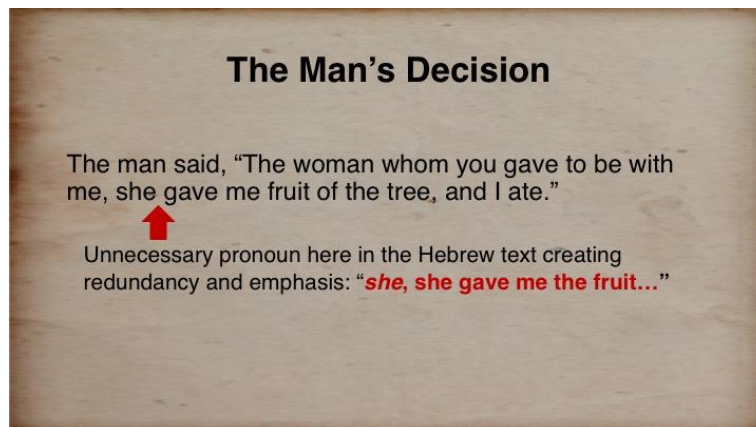 The Man’s Decision
The man said, “The woman whom you gave to be with
me, she gave me fruit of the tree, and I ate.”
Unnecessary pronoun here in the Hebrew text creating
redundancy and emphasis: “she, she gave me the fruit…”